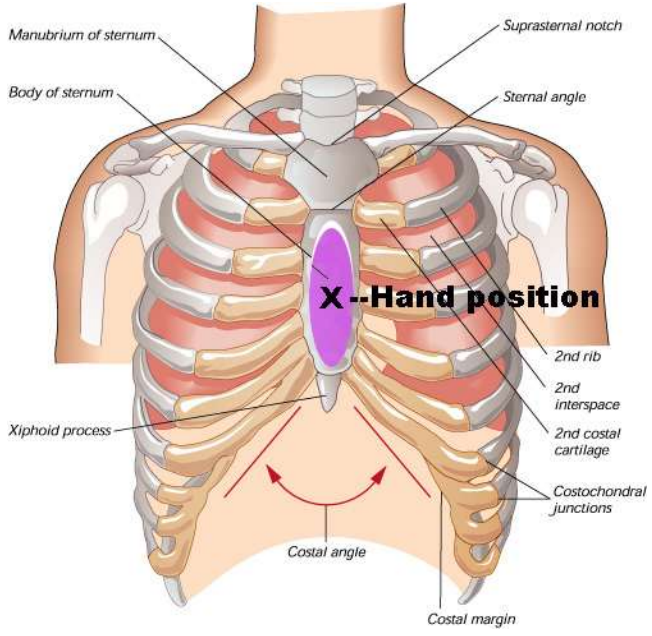 Manubrium of sternum
Suprasternal notch
Body of sternum
Sternal angle
X--Hand position
2nd rib
2nd
interspace
2nd costal
cartilage
Xiphoid process
Costochondral
junctions
Costal angle
Costal margin